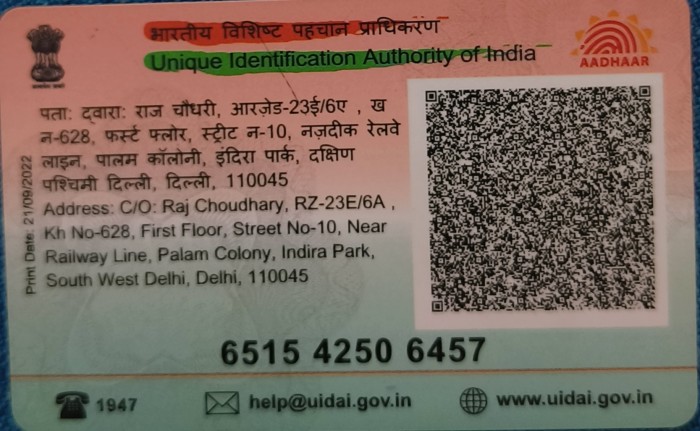 भारतीय विशिष्ट पहचान प्राधिकरण
Unique Identification Authority of India
AADHAAR
पता: द्वारा: राज चौधरी, आरज़ेड-23ई/6ए , ख
न-628, फर्स्ट फ्लोर, स्ट्रीट न-10, नज़दीक रेलवे
लाइन, पालम कॉलोनी, इंदिरा पार्क, दक्षिण
पश्चिमी दिल्ली, दिल्ली, 110045
Address: C/O: Raj Choudhary, RZ-23E/6A ,
Kh No-628, First Floor, Street No-10, Near
Railway Line, Palam Colony, Indira Park,
South West Delhi, Delhi, 110045
Print Date: 21/09/2022
6515 4250 6457
1947
help@uidai.gov.in
www.uidai.gov.in